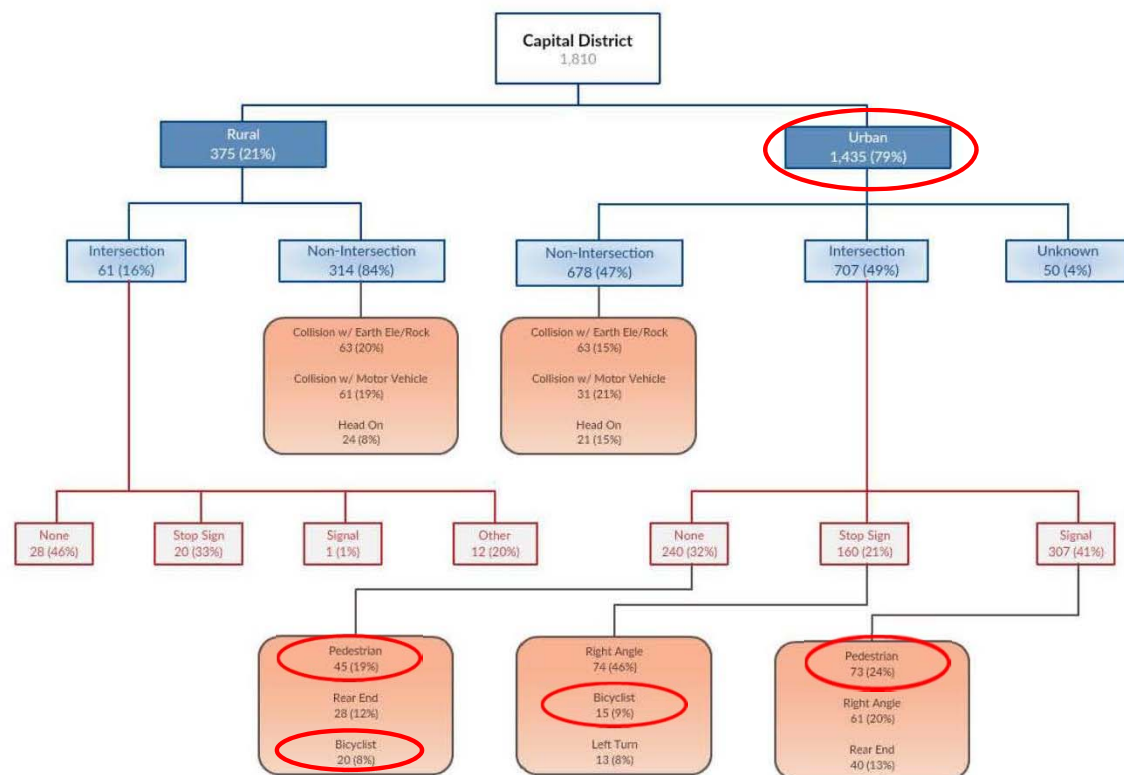 Capital District
1,810
Rural
375 (21%)
Urban
1,435 (79%)
Intersection
61 (16%)
Non-Intersection
314 (84%)
Non-Intersection
678 (47%)
Intersection
707 (49%)
Unknown
50 (4%)
Collision w/ Earth Ele/Rock
63 (20%)
Collision w/ Motor Vehicle
61 (19%)
Head On
24 (8%)
Collision w/ Earth Ele/Rock
63 (15%)
Collision w/ Motor Vehicle
31 (21%)
Head On
21 (15%)
None
28 (46%)
Stop Sign
20 (33%)
Signal
1 (1%)
Other
12 (20%)
None
240 (32%)
Stop Sign
160 (21%)
Signal
307 (41%)
Pedestrian
45 (19%)
Rear End
28 (12%)
Bicyclist
20 (8%)
Right Angle
74 (46%)
Bicyclist
15 (9%)
Left Turn
13 (8%)
Pedestrian
73 (24%)
Right Angle
61 (20%)
Rear End
40 (13%)